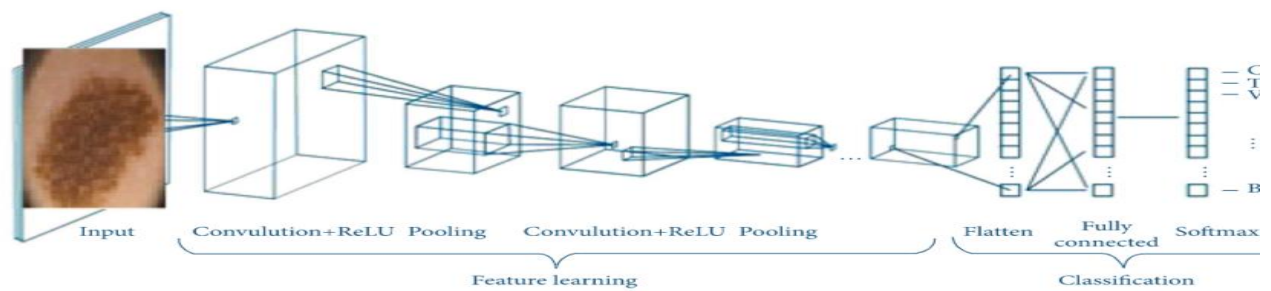 C
T
V
B
Input
Convulution+ReLU
Pooling
Convulution+ReLU
Pooling
Flatten
Fully
connected
Softmax
Feature learning
Classification